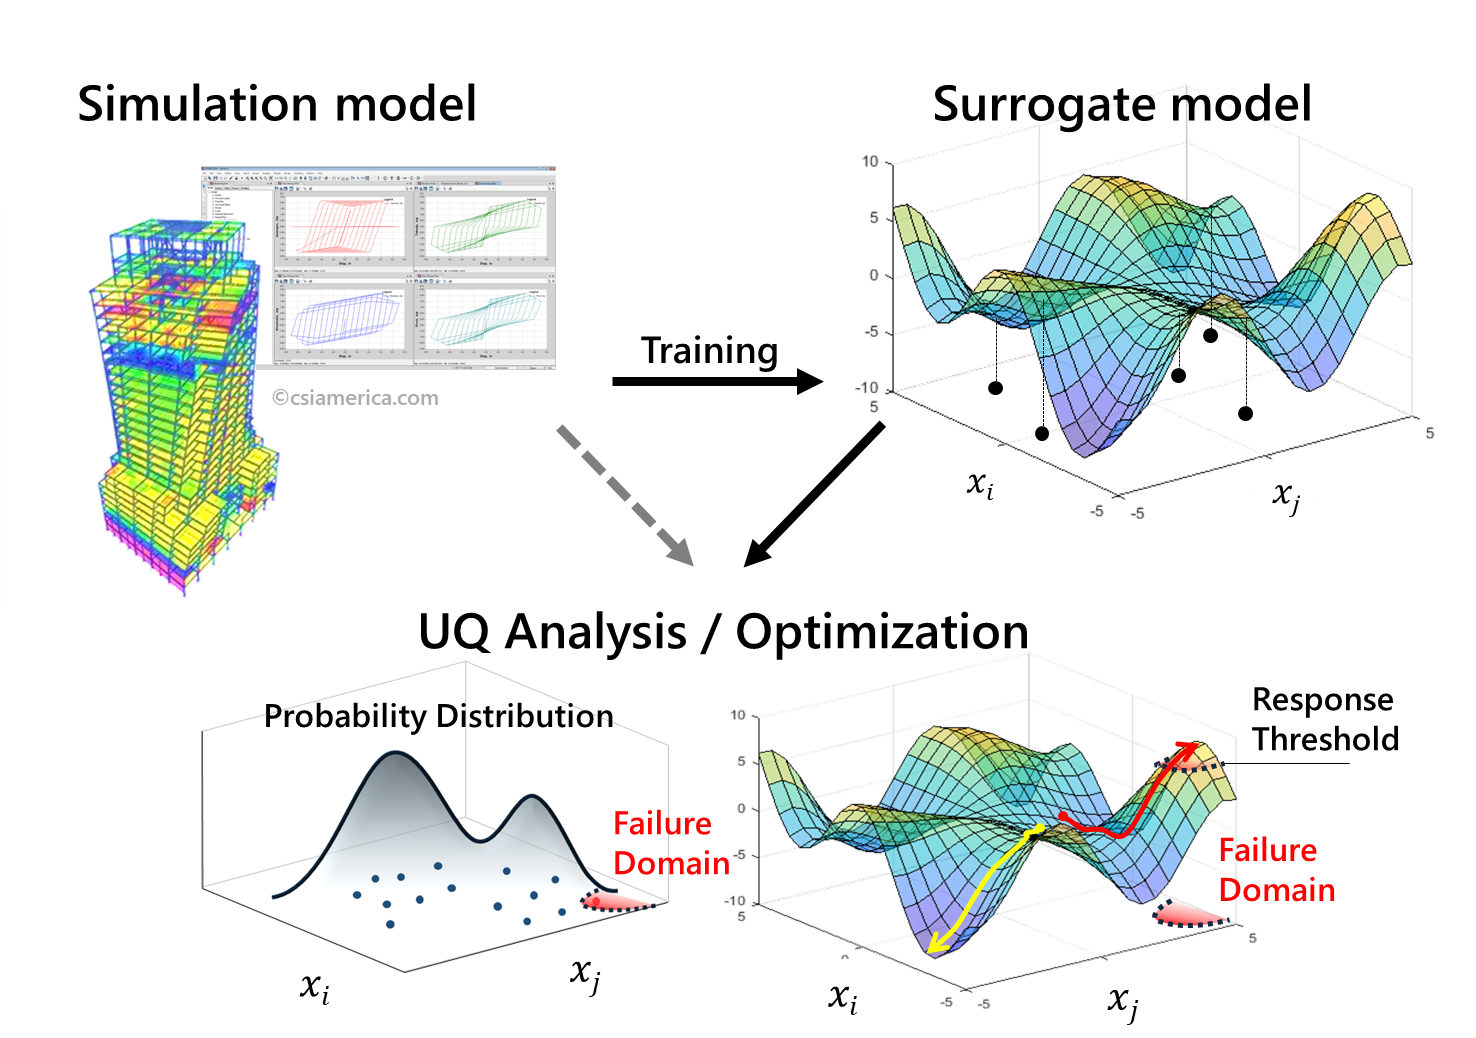 Simulation model
Surrogate model
10
5
0
-5
-10
5
5
-5
-5
x_i
x_j
©csiamerica.com
Training
UQ Analysis / Optimization
Probability Distribution
Failure
Domain
x_i
x_j
10
5
0
-5
-10
5
5
-5
-5
x_i
x_j
Response
Threshold
Failure
Domain